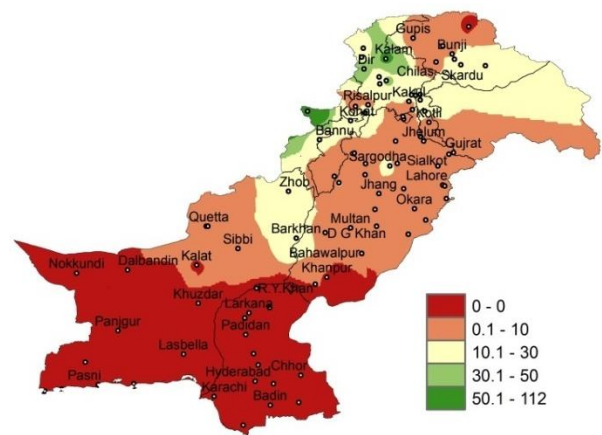 Gupis
Kalam
Bunji
Dir
Chilas
Skardu
Risalpur
Kakul
Kohat
Kotli
Bannu
Jhelum
Gujrat
Sargodha
Sialkot
Zhob
Jhang
Lahore
Okara
Quetta
Multan
Barkhan
D G Khan
Sibbi
Kalat
Bahawalpur
Nokkundi
Dalbandin
Khanpur
R.Y.Khan
Khuzdar
Larkana
Panjgur
Padidan
Lasbella
Pasni
Hyderabad
Chhor
Karachi
Badin
0 - 0
0.1 - 10
10.1 - 30
30.1 - 50
50.1 - 112